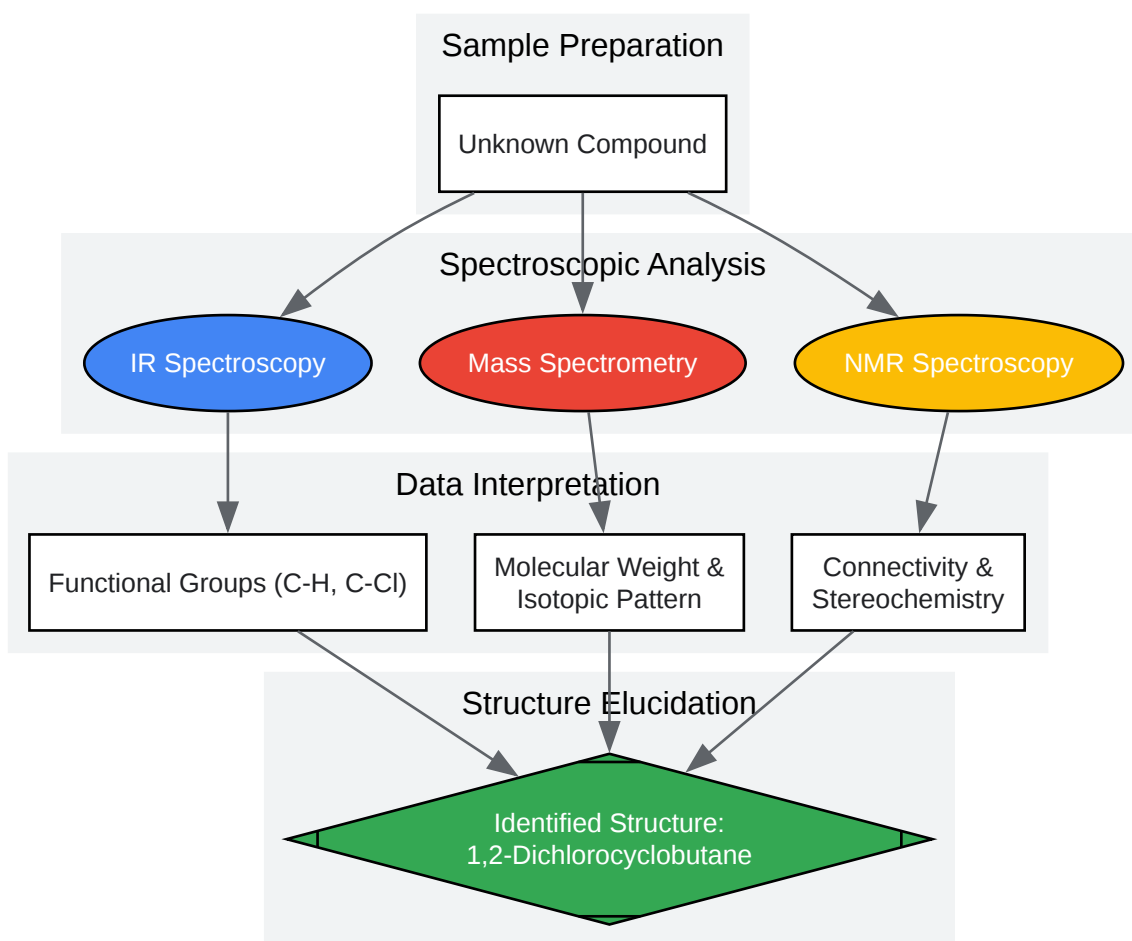 Sample Preparation
Unknown Compound
Spectroscopic Analysis
IR Spectroscopy
Mass Spectrometry
NMR Spectroscopy
Data Interpretation
Functional Groups (C-H, C-Cl)
Molecular Weight &
Isotopic Pattern
Connectivity &
Stereochemistry
Structure Elucidation
Identified Structure:
1,2-Dichlorocyclobutane